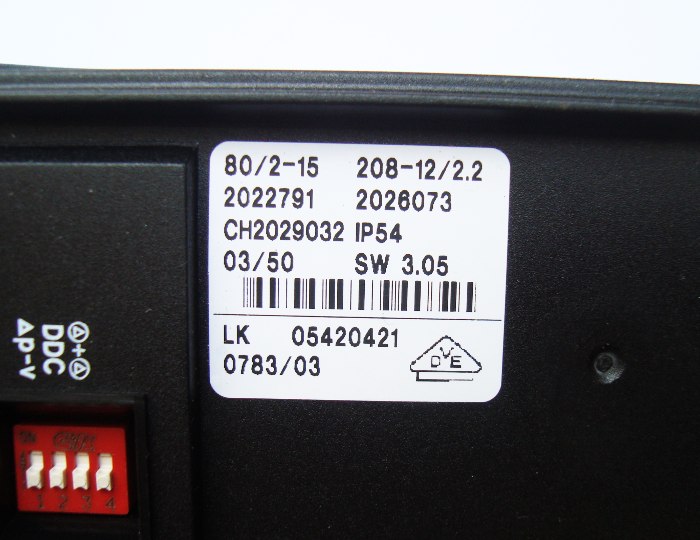 80/2-15 208-12/2.2
2022791 2026073
CH2029032 IP54
03/50 SW 3.05
LK 05420421
0783/03
DVE
+
DDC
Δp-v
1 2 3 4